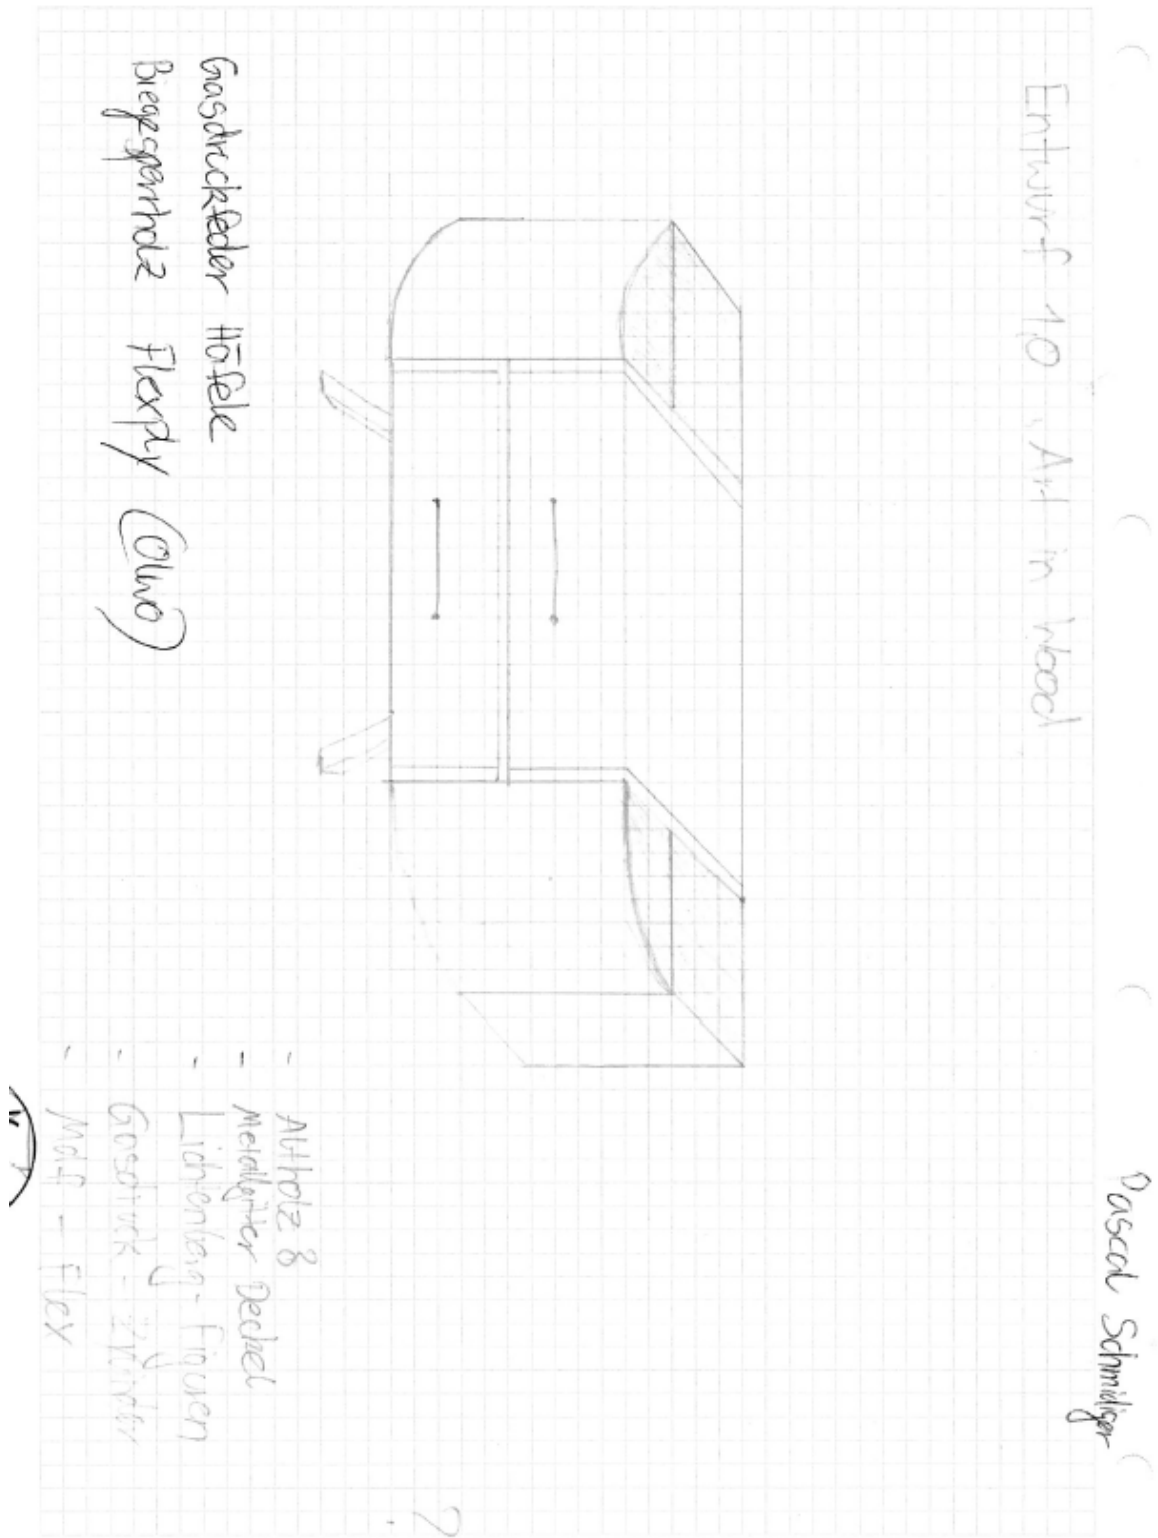 Pascal Schmidiger
Entwurf 1.0 "Art in Wood
?
- Altholz 8
- Metallgitter Deckel
- Lichtenberg-Figuren
- Gasdruck-Zylinder
- Mdf-Flex
Gasdruckfeder Häfele
Biegesperrholz Flexply Olwo